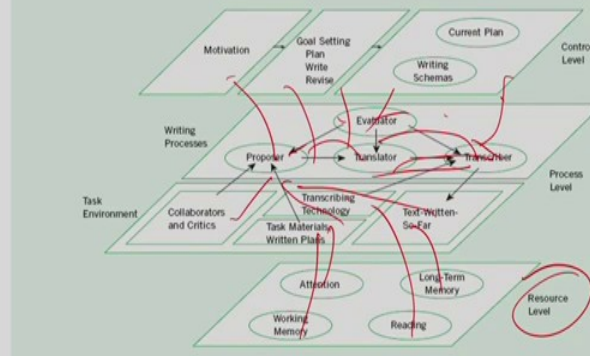 Motivation
Goal Setting
Plan
Write
Revise
Current Plan
Writing
Schemas
Level
Writing
Processes
Evaluator
Proposer
Translator
Transcriber
Process
Level
Task
Environment
Collaborators
and Critics
Transcribing
Technology
Task Materials,
Written Plans
Text-Written-
So-Far
Attention
Long-Term
Memory
Working
Memory
Reading
Resource
Level